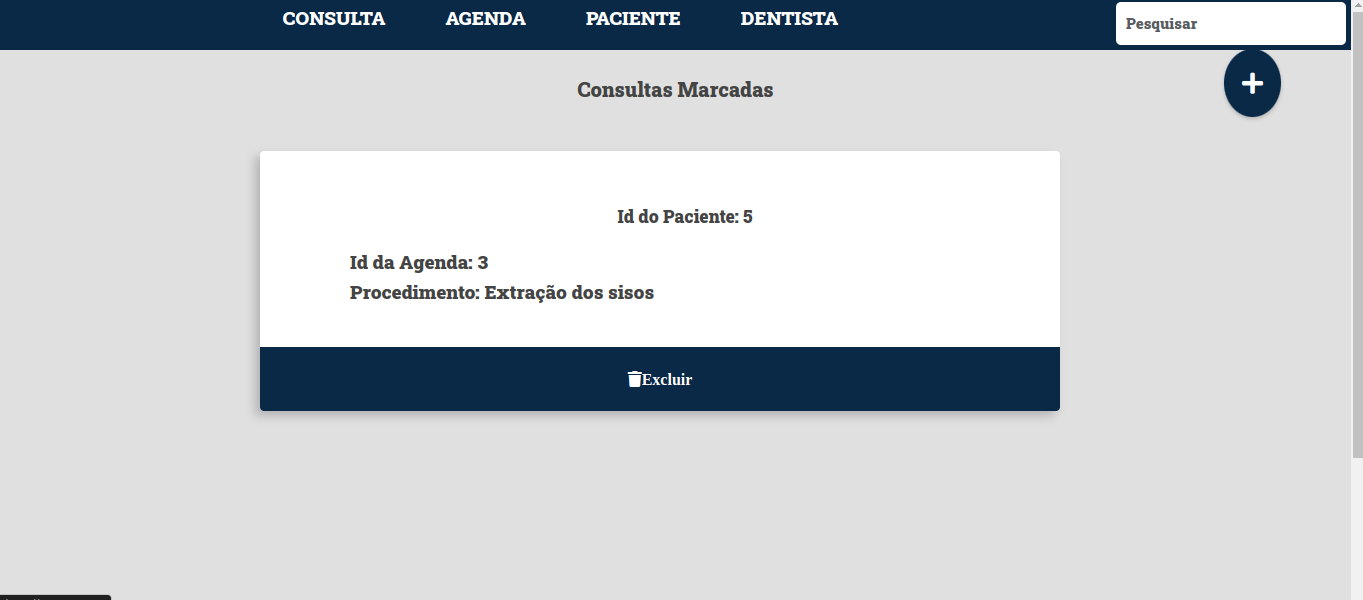 CONSULTA AGENDA PACIENTE DENTISTA Pesquisar
Consultas Marcadas
Id do Paciente: 5
Id da Agenda: 3
Procedimento: Extração dos sisos
Excluir